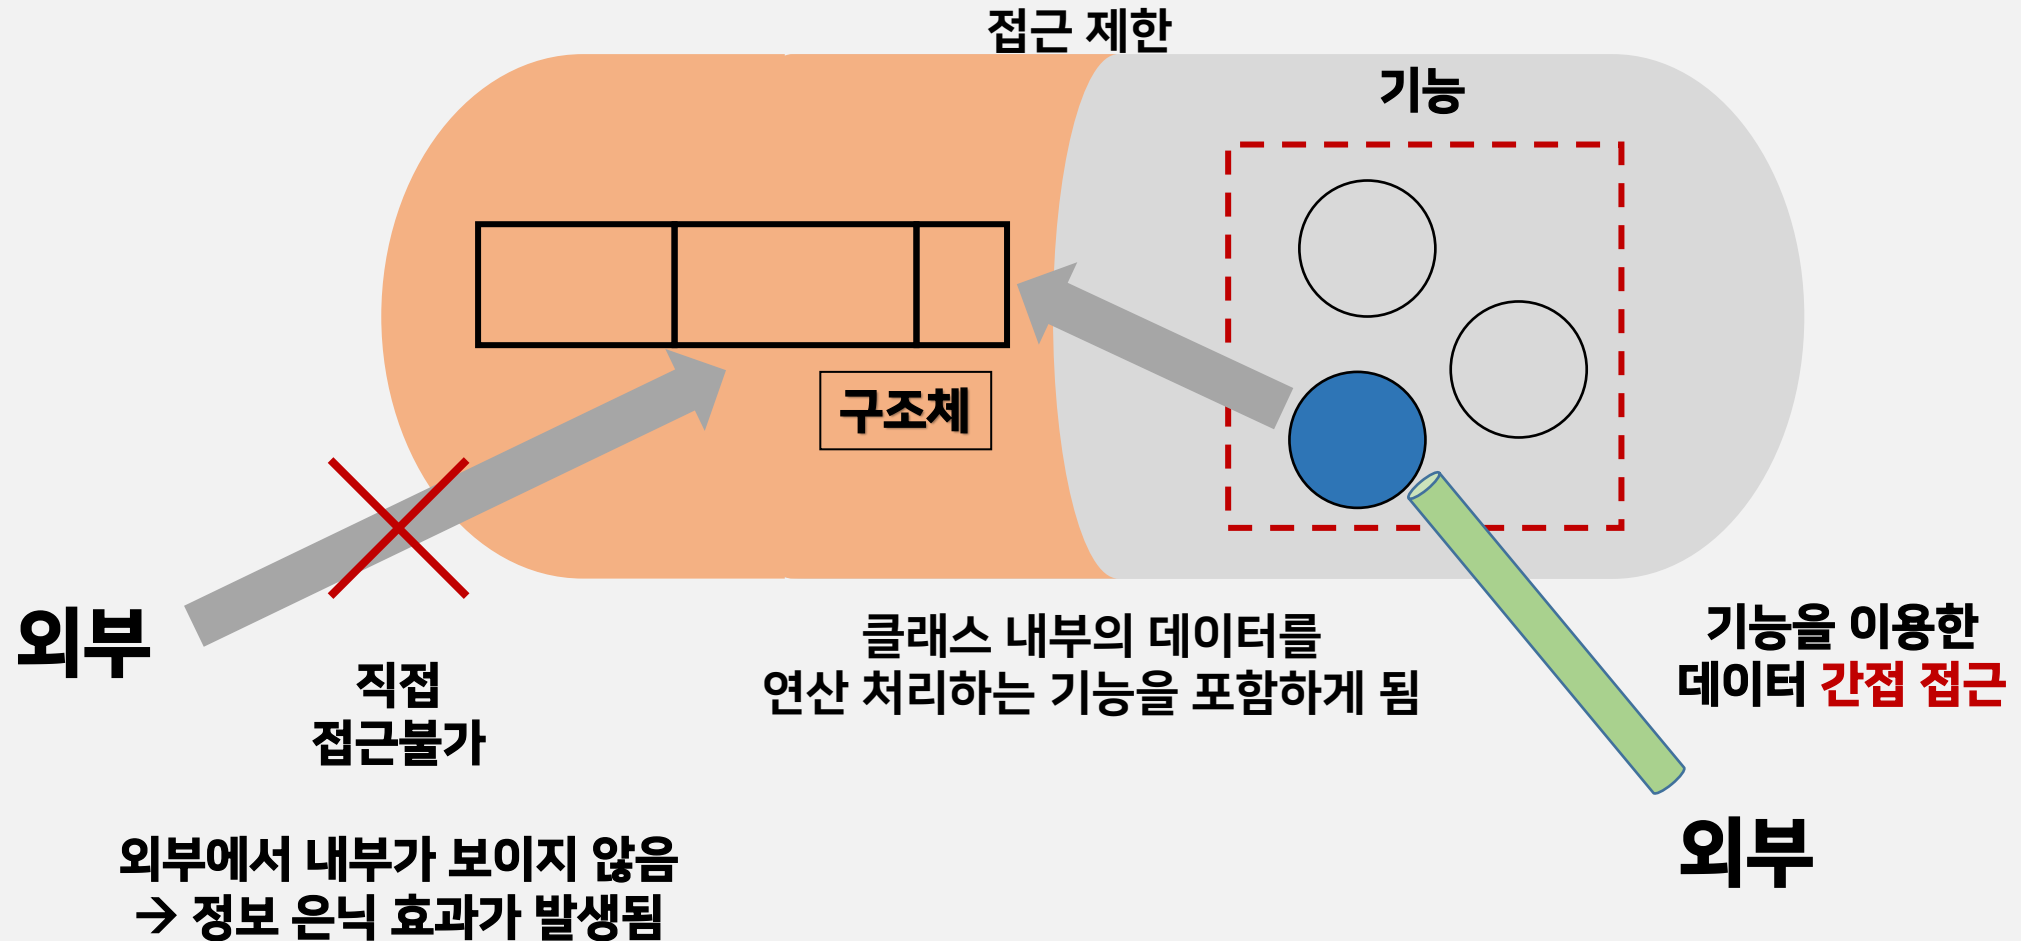 접근 제한
기능
구조체
외부
직접
접근불가
클래스 내부의 데이터를
연산 처리하는 기능을 포함하게 됨
기능을 이용한
데이터 간접 접근
외부
외부에서 내부가 보이지 않음
→ 정보 은닉 효과가 발생됨